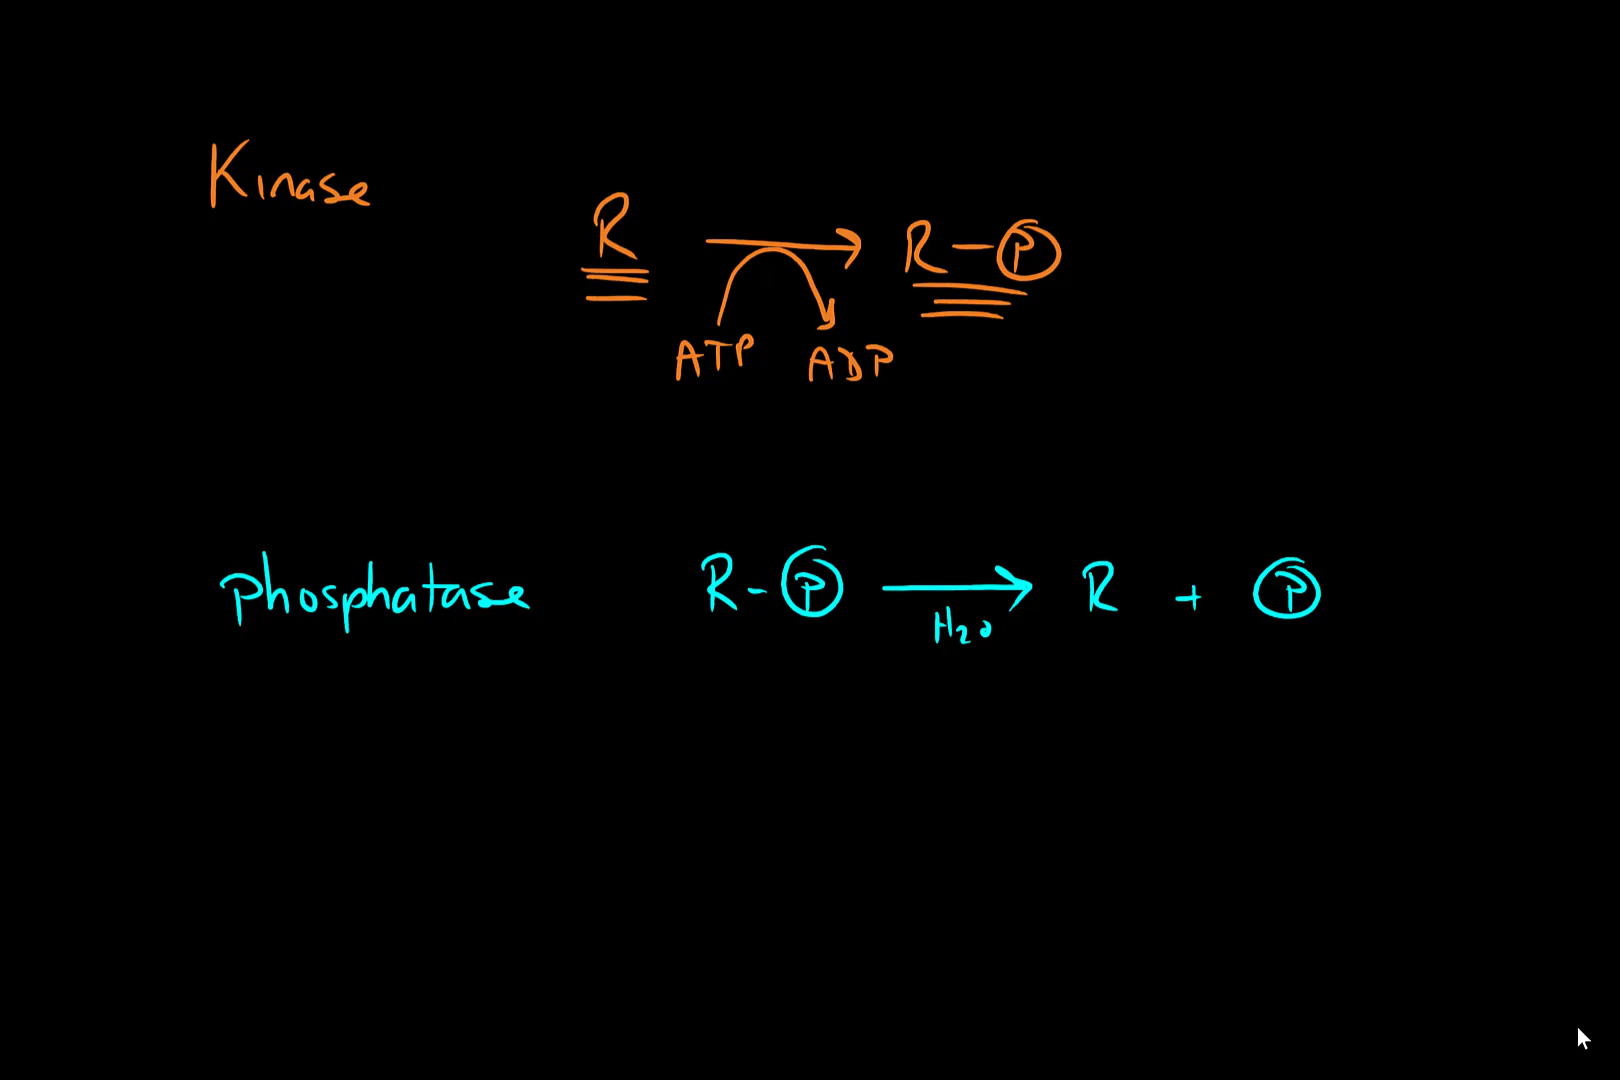 Kinase
R → R-P
ATP ADP
phosphatase R-P → R + P
H2O